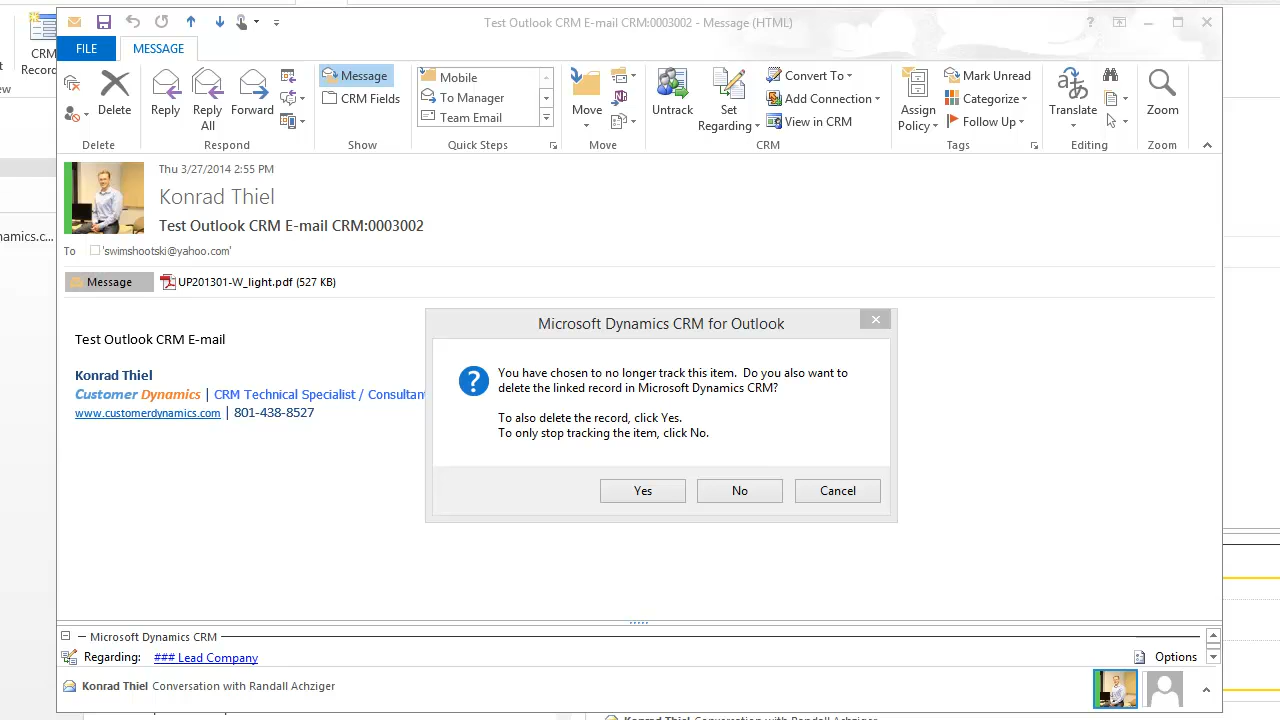 Test Outlook CRM E-mail CRM:0003002 - Message (HTML)
?
FILE
MESSAGE
CRM
Delete
Reply
Reply
All
Forward
Message
CRM Fields
Mobile
To Manager
Team Email
Move
Untrack
Set
Regarding
Convert To
Add Connection
View in CRM
Assign
Policy
Mark Unread
Categorize
Follow Up
Translate
Zoom
Delete
Respond
Show
Quick Steps
Move
CRM
Tags
Editing
Zoom
Thu 3/27/2014 2:55 PM
Konrad Thiel
Test Outlook CRM E-mail CRM:0003002
To 'swimshootski@yahoo.com'
namics.c...
Message UP201301-W_light.pdf (527 KB)
Test Outlook CRM E-mail
Konrad Thiel
Customer Dynamics | CRM Technical Specialist / Consultan
www.customerdynamics.com | 801-438-8527
Microsoft Dynamics CRM for Outlook
You have chosen to no longer track this item. Do you also want to
delete the linked record in Microsoft Dynamics CRM?
To also delete the record, click Yes.
To only stop tracking the item, click No.
Yes
No
Cancel
Microsoft Dynamics CRM
Regarding: ### Lead Company
Options
Konrad Thiel Conversation with Randall Achziger